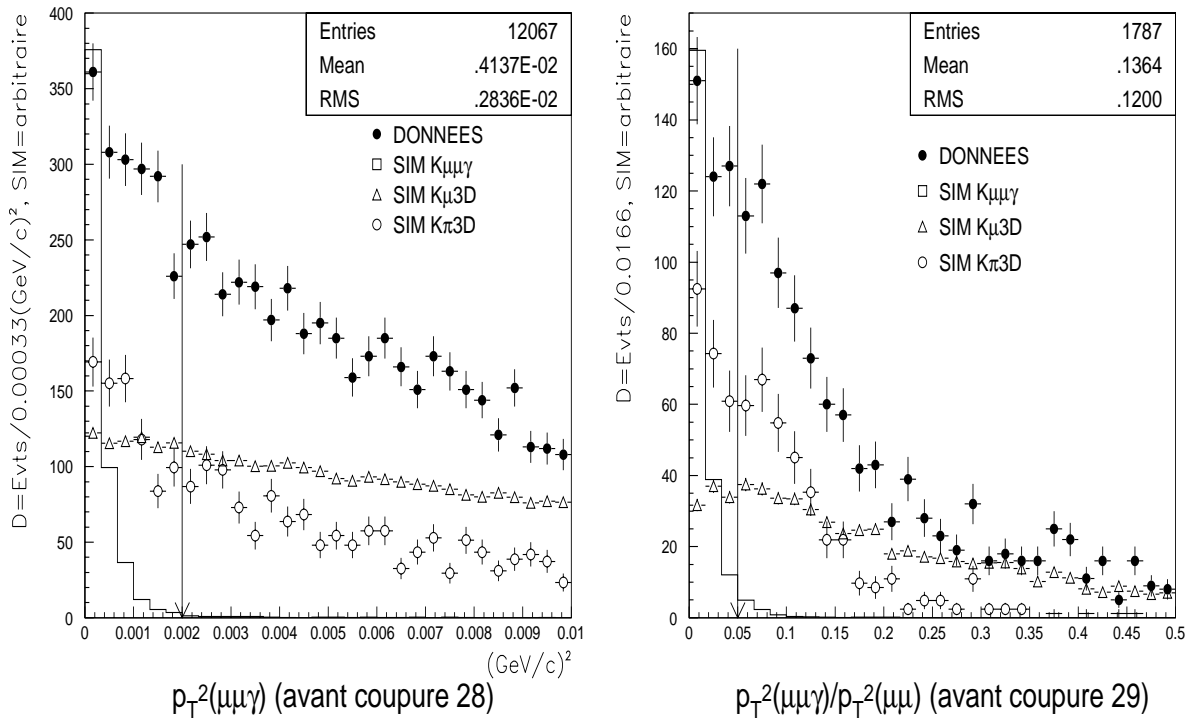 D=Evts/0.00033(GeV/c)², SIM=arbitraire
400
350
300
250
200
150
100
50
0
Entries 12067
Mean .4137E-02
RMS .2836E-02
DONNEES
SIM Kμμγ
SIM Kμ3D
SIM Kπ3D
0 0.001 0.002 0.003 0.004 0.005 0.006 0.007 0.008 0.009 0.01
(GeV/c)²
p_T²(μμγ) (avant coupure 28)
D=Evts/0.0166, SIM=arbitraire
160
140
120
100
80
60
40
20
0
Entries 1787
Mean .1364
RMS .1200
DONNEES
SIM Kμμγ
SIM Kμ3D
SIM Kπ3D
0 0.05 0.1 0.15 0.2 0.25 0.3 0.35 0.4 0.45 0.5
p_T²(μμγ)/p_T²(μμ) (avant coupure 29)